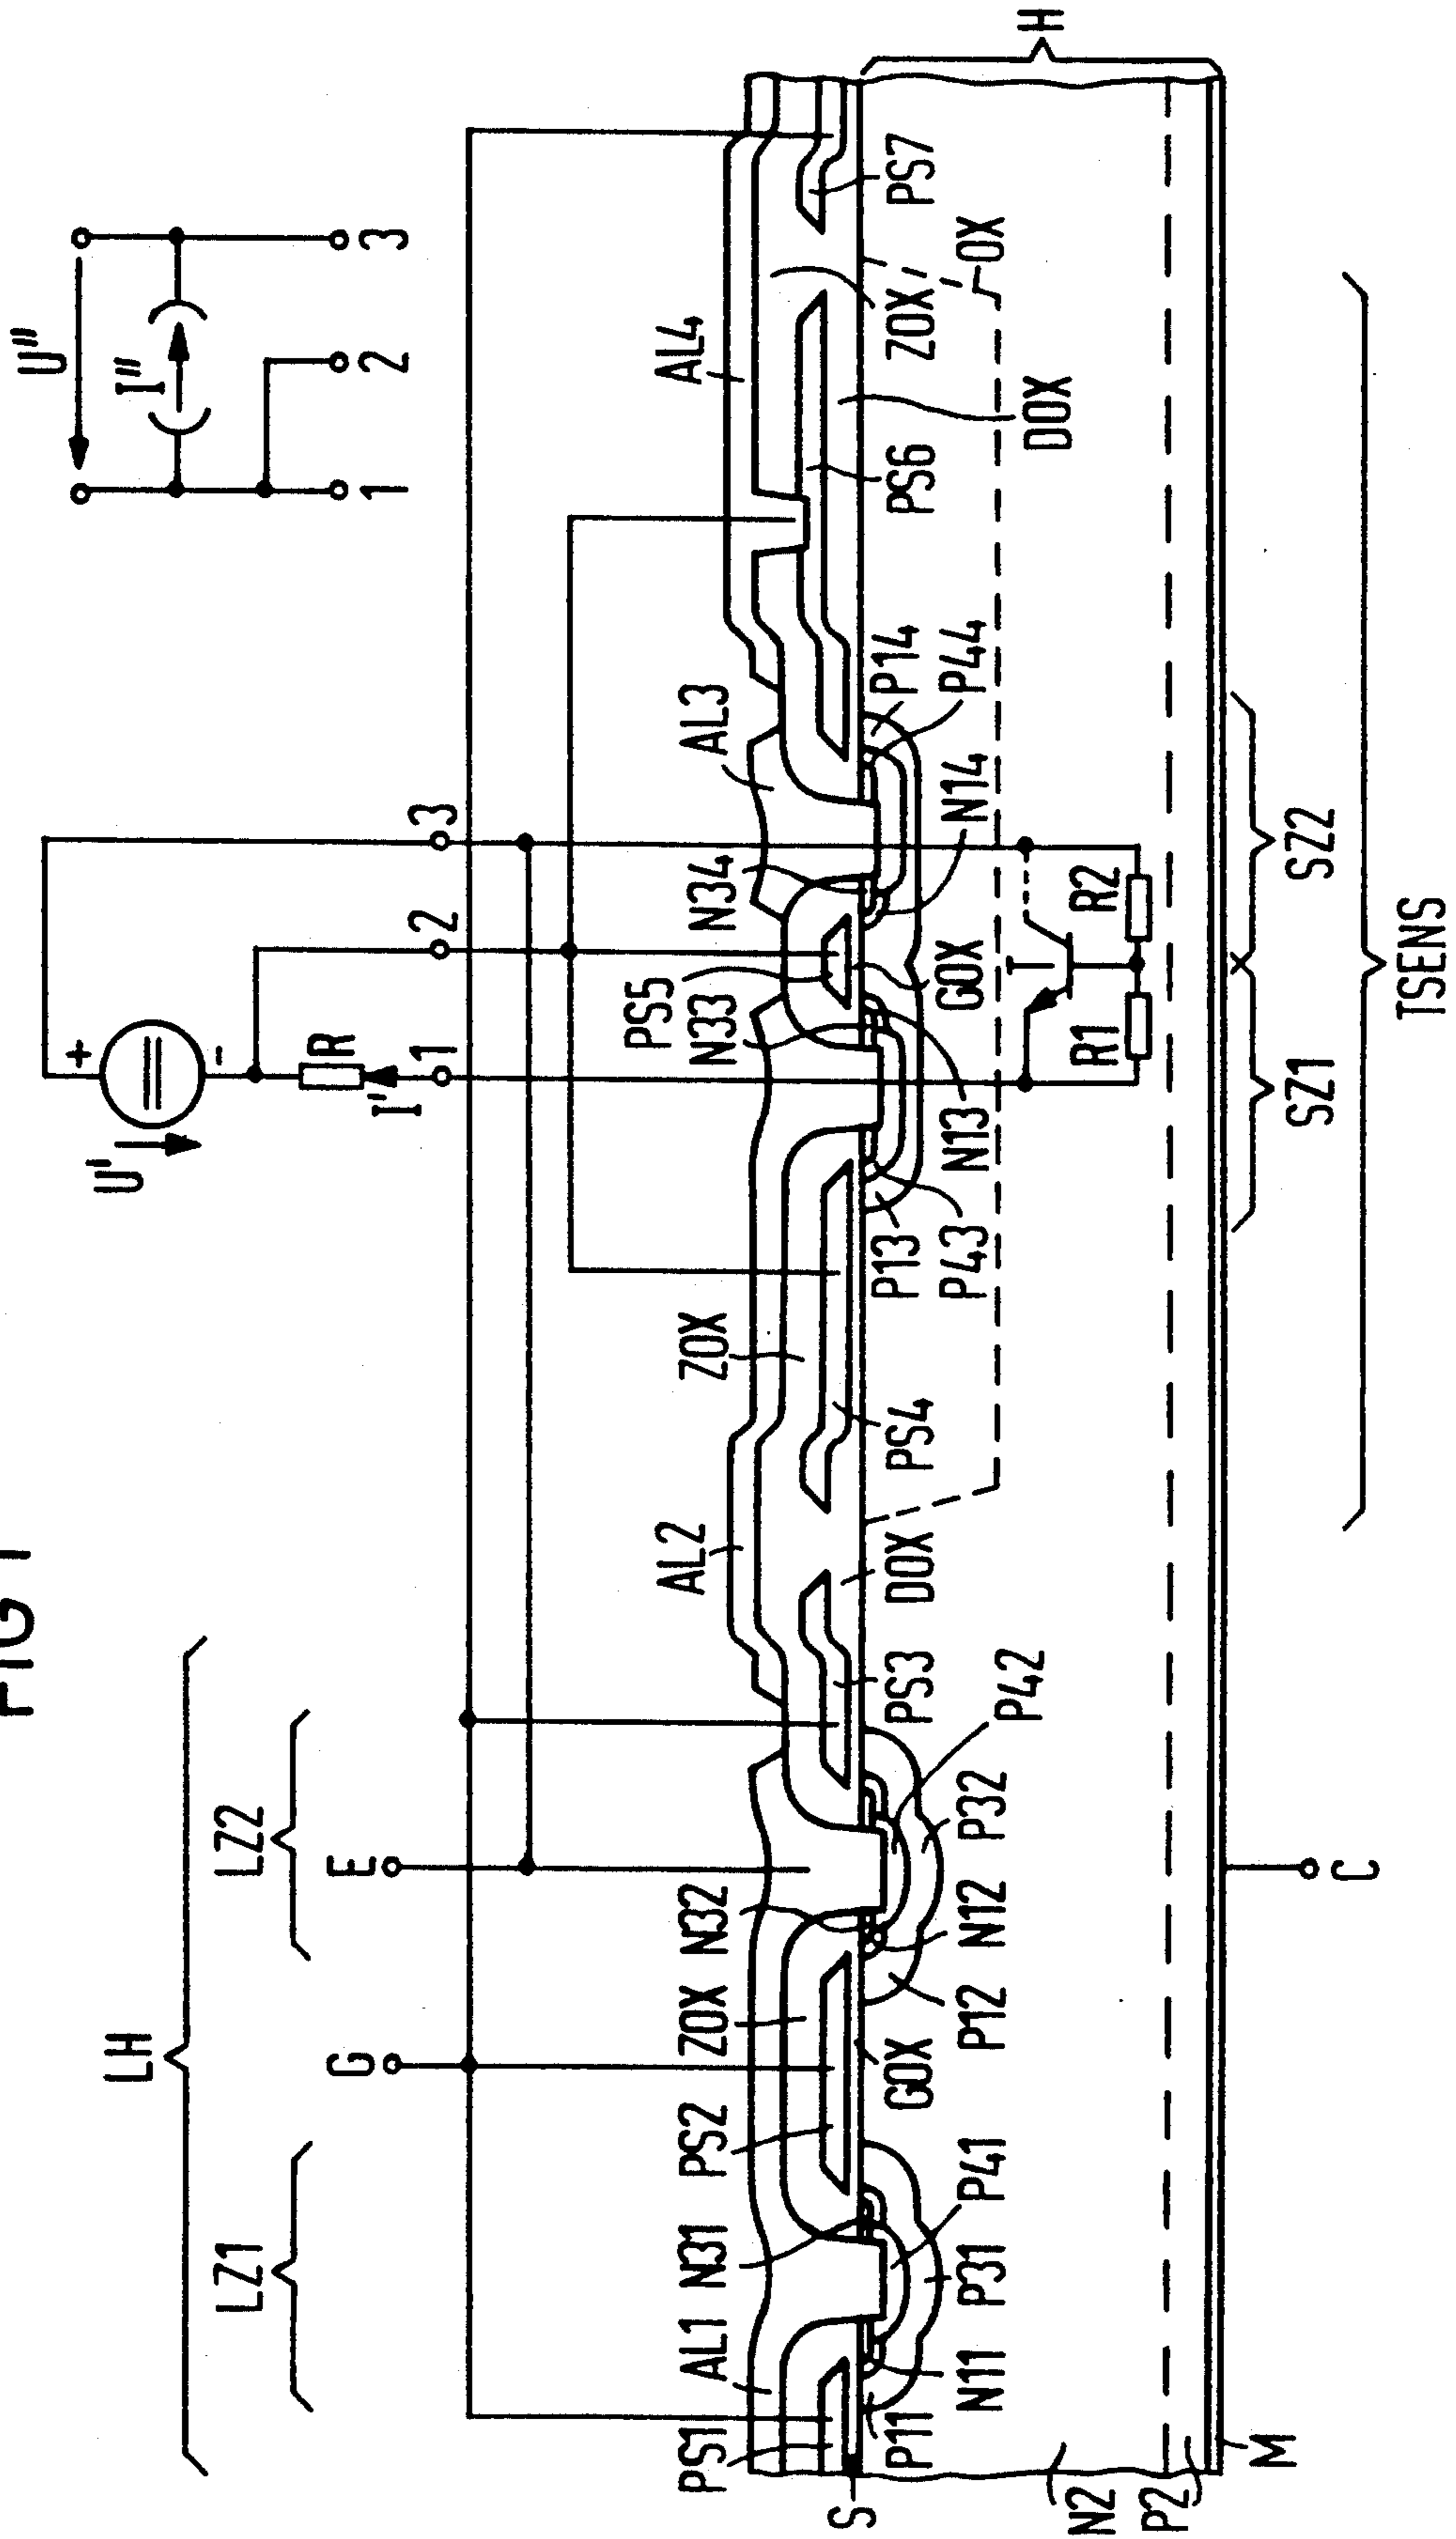 FIG 1
LH
LZ1
LZ2
G
E
U'
+
-
R
I'
1
2
3
U''
I''
1
2
3
PS1
AL1
N31
PS2
ZOX
N32
AL2
ZOX
N33
PS5
N34
AL3
AL4
H
S
P11
N11
P31
P41
GOX
P12
N12
P32
P42
PS3
DOX
PS4
P13
P43
N13
GOX
N14
P44
P14
PS6
DOX
ZOX
OX
PS7
R1
R2
N2
P2
M
C
SZ1
SZ2
TSENS